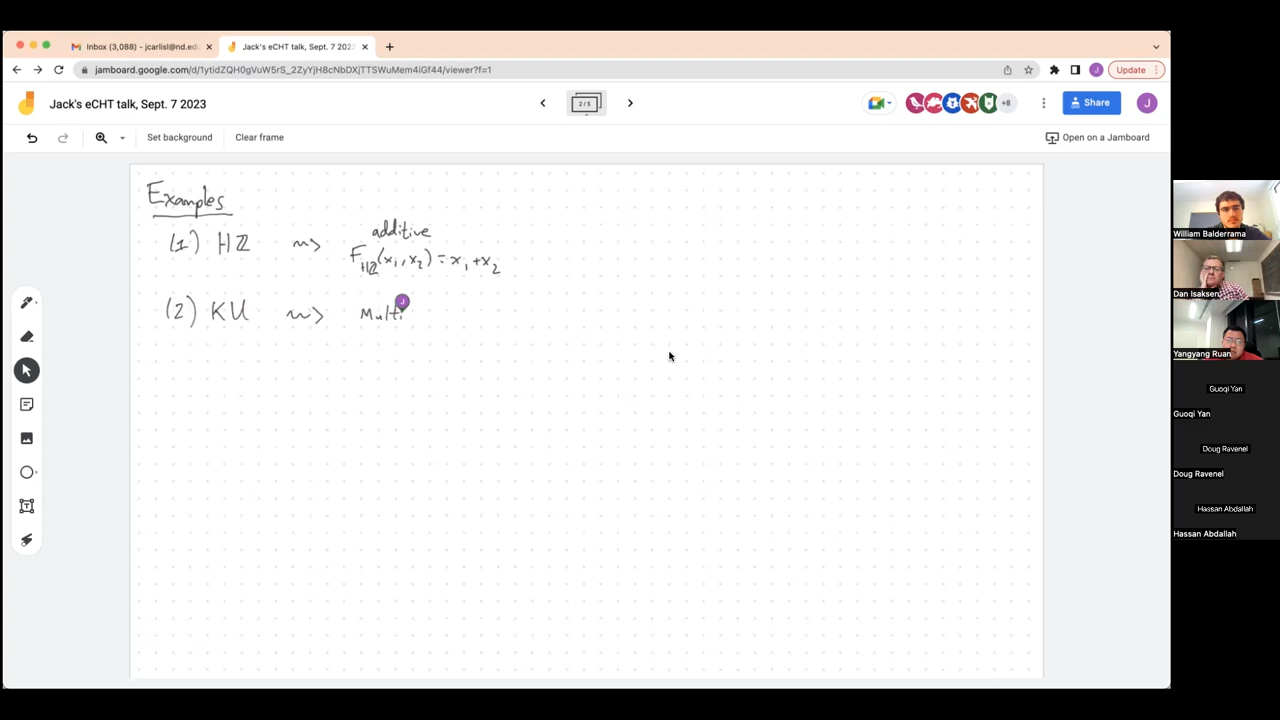 Inbox (3,088) - jcarlisl@nd.edu
Jack's eCHT talk, Sept. 7 2023
jamboard.google.com/d/1ytidZQH0gVuW5rS_2ZyYjH8cNbDXjTTSWuMem4iGf44/viewer?f=1
J
Update
Jack's eCHT talk, Sept. 7 2023
2/5
+8
Share
J
Set background
Clear frame
Open on a Jamboard
Examples
(1) HZ ⇝ additive
F_HZ(x₁,x₂) = x₁+x₂
(2) KU ⇝ Multi
J
William Balderrama
Dan Isaksen
Yangyang Ruan
Guoqi Yan
Guoqi Yan
Doug Ravenel
Doug Ravenel
Hassan Abdallah
Hassan Abdallah